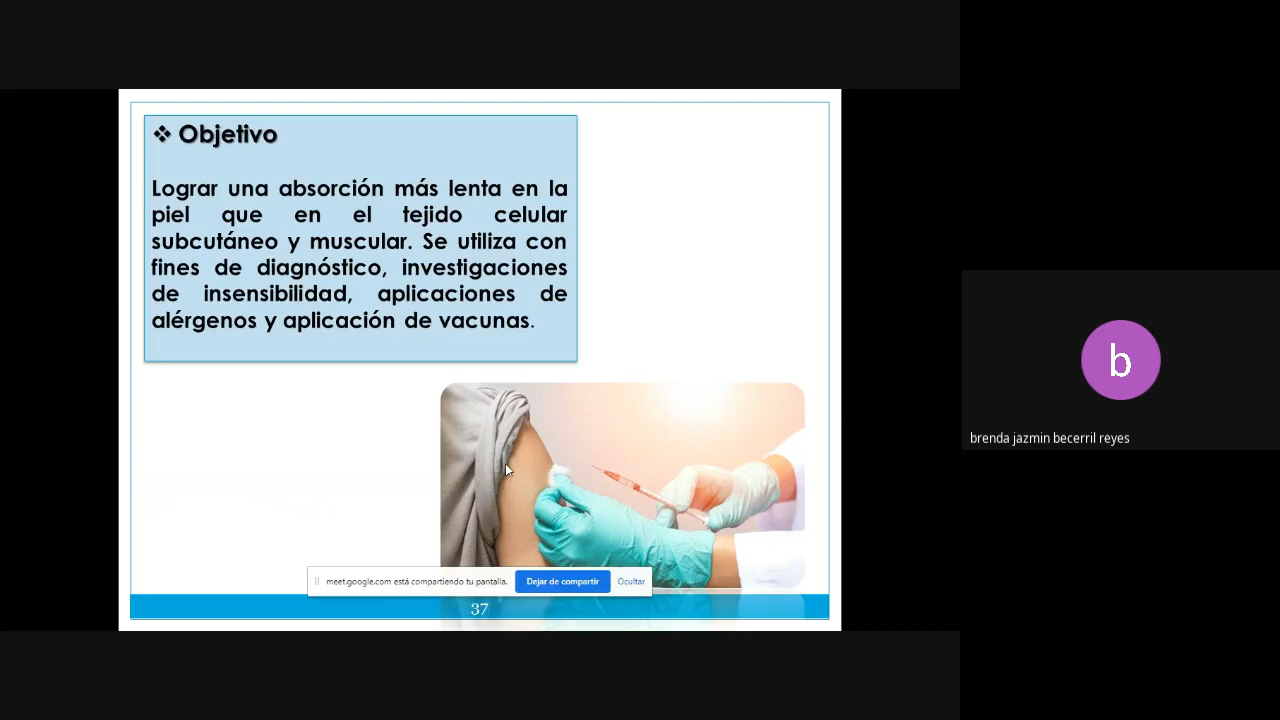 ❖ Objetivo
Lograr una absorción más lenta en la
piel que en el tejido celular
subcutáneo y muscular. Se utiliza con
fines de diagnóstico, investigaciones
de insensibilidad, aplicaciones de
alérgenos y aplicación de vacunas.
b
brenda jazmin becerril reyes
meet.google.com está compartiendo tu pantalla. Dejar de compartir Ocultar
37